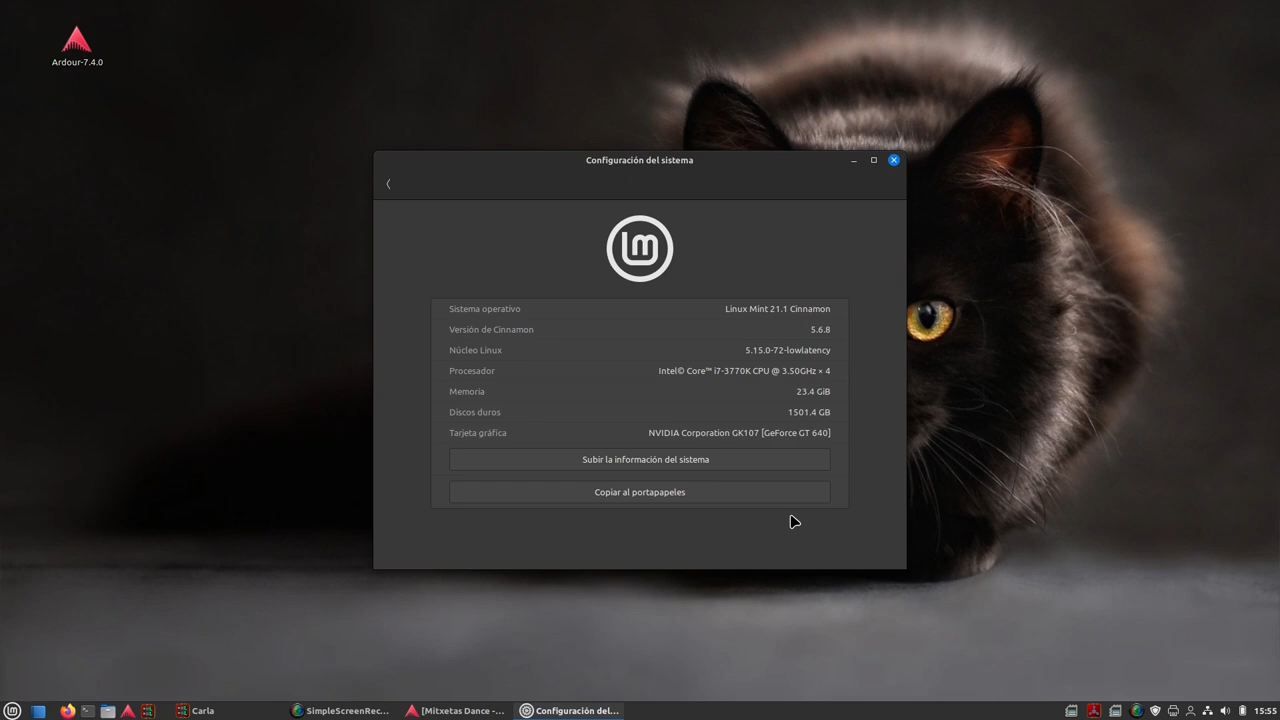 Ardour-7.4.0
Configuración del sistema
Sistema operativo Linux Mint 21.1 Cinnamon
Versión de Cinnamon 5.6.8
Núcleo Linux 5.15.0-72-lowlatency
Procesador Intel© Core™ i7-3770K CPU @ 3.50GHz × 4
Memoria 23.4 GiB
Discos duros 1501.4 GB
Tarjeta gráfica NVIDIA Corporation GK107 [GeForce GT 640]
Subir la información del sistema
Copiar al portapapeles
Carla SimpleScreenRec... [Mitxetas Dance -... Configuración del... 15:55